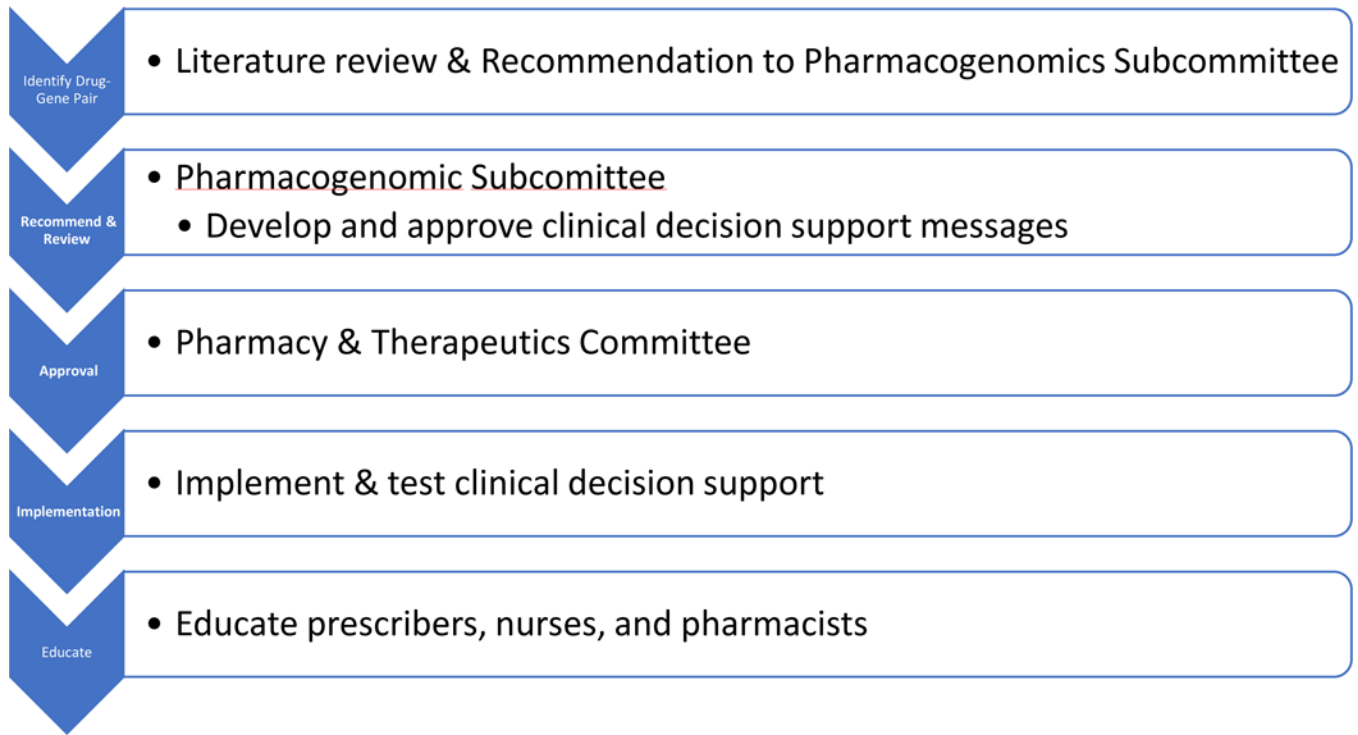 Identify Drug-
Gene Pair
• Literature review & Recommendation to Pharmacogenomics Subcommittee
Recommend &
Review
• Pharmacogenomic Subcomittee
• Develop and approve clinical decision support messages
Approval
• Pharmacy & Therapeutics Committee
Implementation
• Implement & test clinical decision support
Educate
• Educate prescribers, nurses, and pharmacists